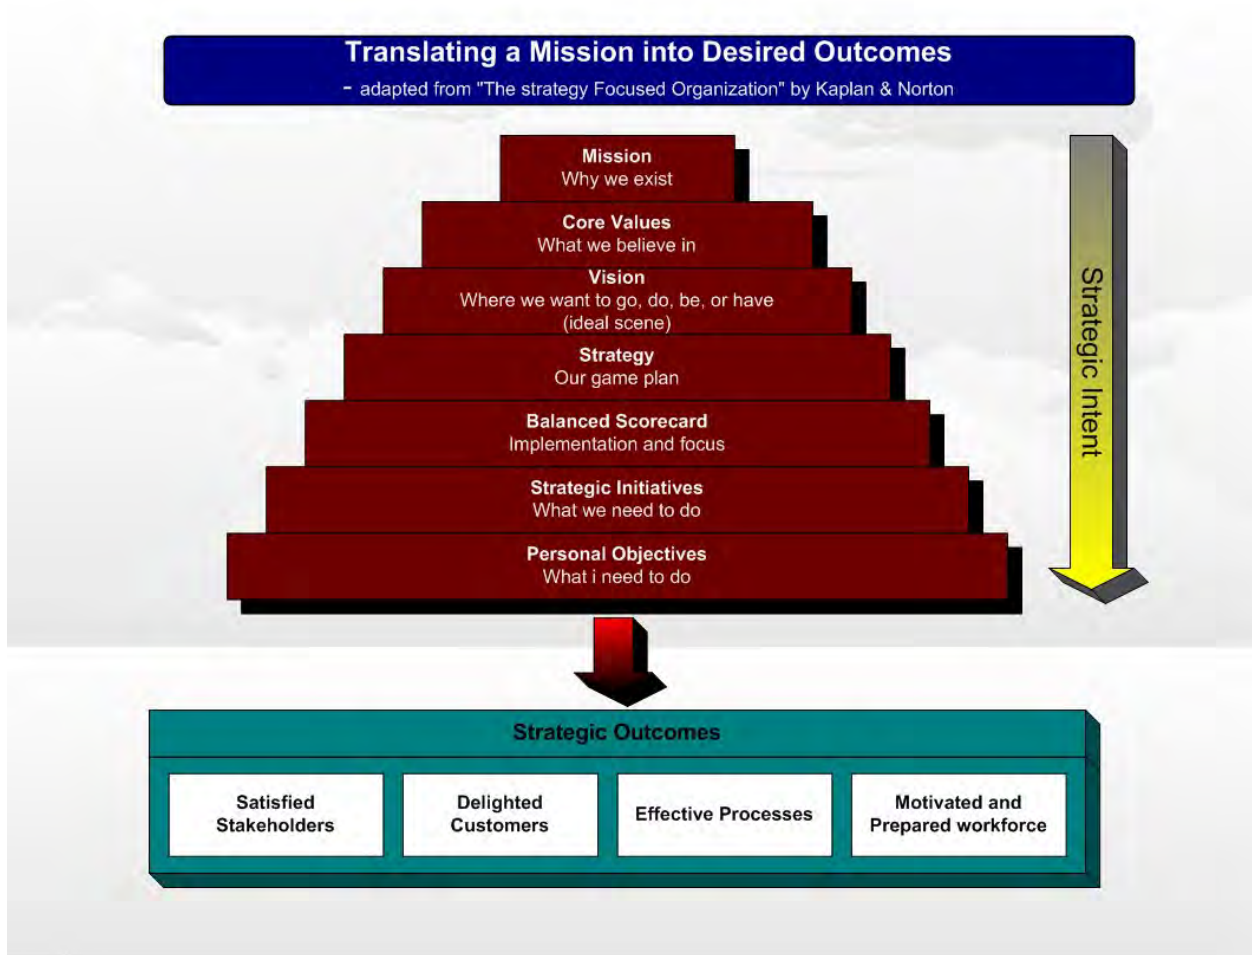 Translating a Mission into Desired Outcomes
- adapted from "The strategy Focused Organization" by Kaplan & Norton
Mission
Why we exist
Core Values
What we believe in
Vision
Where we want to go, do, be, or have
(ideal scene)
Strategy
Our game plan
Balanced Scorecard
Implementation and focus
Strategic Initiatives
What we need to do
Personal Objectives
What i need to do
Strategic Intent
Strategic Outcomes
Satisfied
Stakeholders
Delighted
Customers
Effective Processes
Motivated and
Prepared workforce